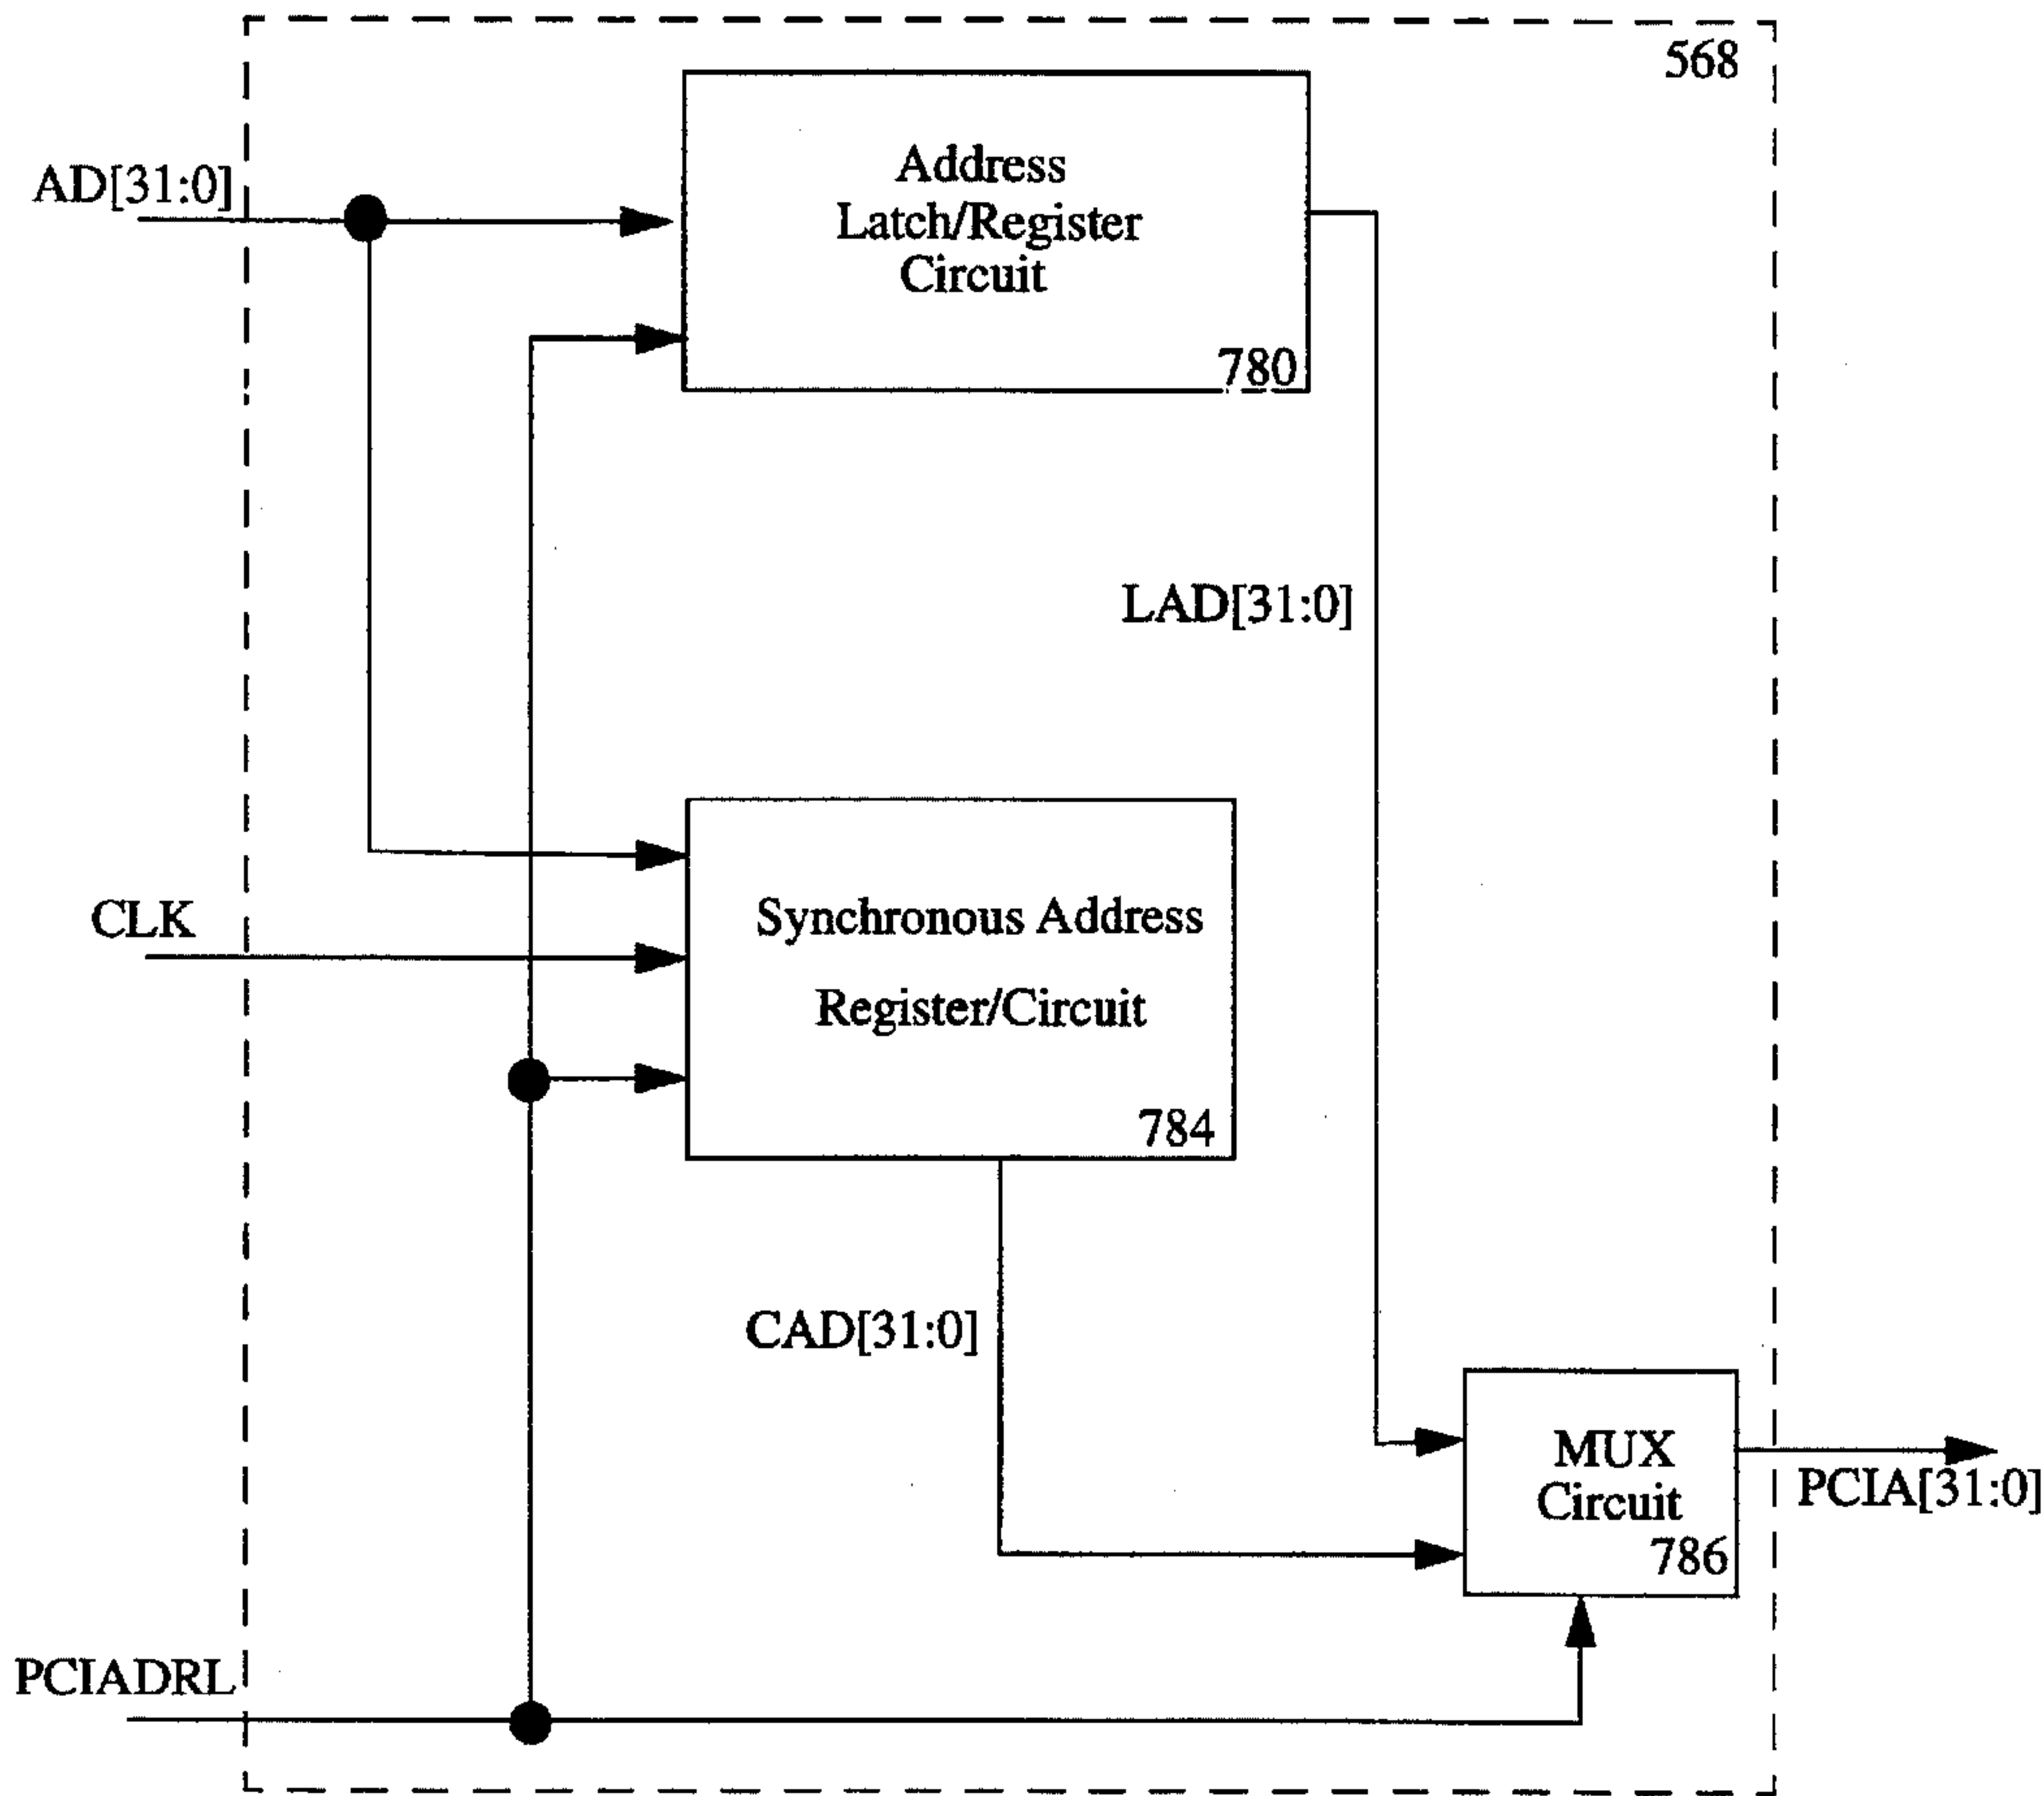 568
AD[31:0]
Address
Latch/Register
Circuit
780
LAD[31:0]
CLK
Synchronous Address
Register/Circuit
784
CAD[31:0]
MUX
Circuit
786
PCIA[31:0]
PCIADRL